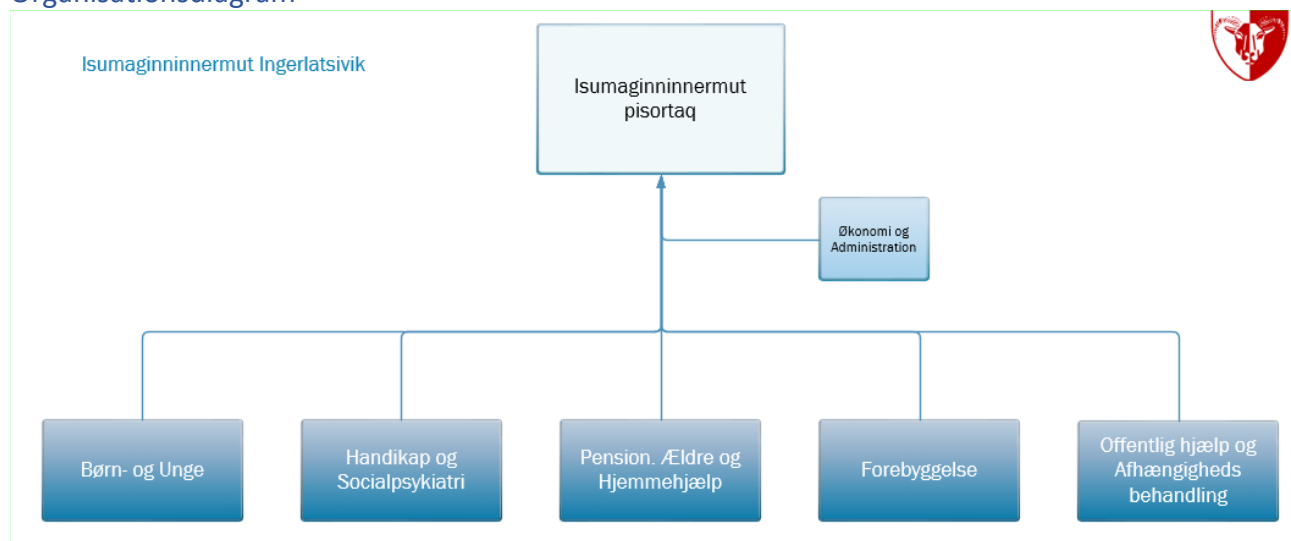 Organisationsdiagram
Isumaginninnermut Ingerlatsivik
Isumaginninnermut
pisortaq
Økonomi og
Administration
Børn- og Unge
Handikap og
Socialpsykiatri
Pension. Ældre og
Hjemmehjælp
Forebyggelse
Offentlig hjælp og
Afhængigheds
behandling